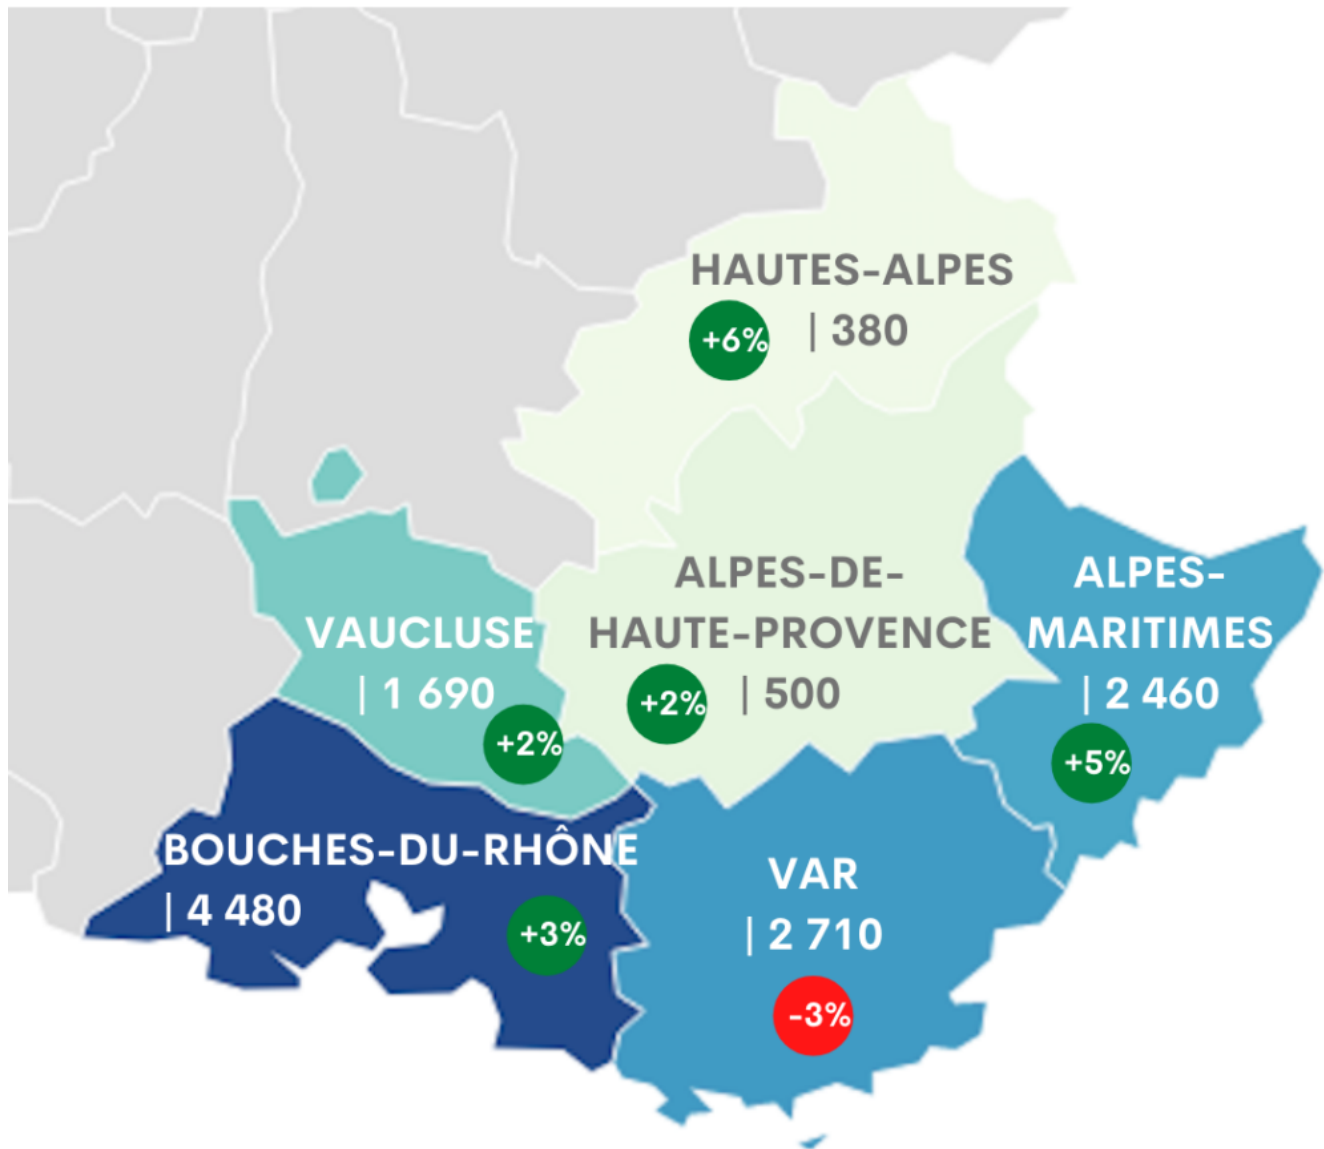 HAUTES-ALPES
+6% | 380
ALPES-DE-
HAUTE-PROVENCE
+2% | 500
ALPES-
MARITIMES
| 2 460
+5%
VAUCLUSE
| 1 690
+2%
BOUCHES-DU-RHÔNE
| 4 480
+3%
VAR
| 2 710
-3%